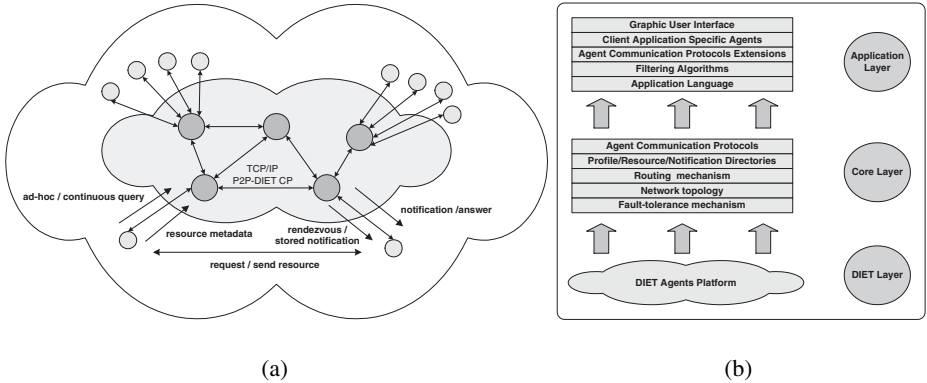 TCP/IP
P2P-DIET CP
ad-hoc / continuous query
resource metadata
rendezvous /
stored notification
notification /answer
request / send resource
(a)
Graphic User Interface
Client Application Specific Agents
Agent Communication Protocols Extensions
Filtering Algorithms
Application Language
Application
Layer
Agent Communication Protocols
Profile/Resource/Notification Directories
Routing mechanism
Network topology
Fault-tolerance mechanism
Core Layer
DIET Agents Platform
DIET Layer
(b)